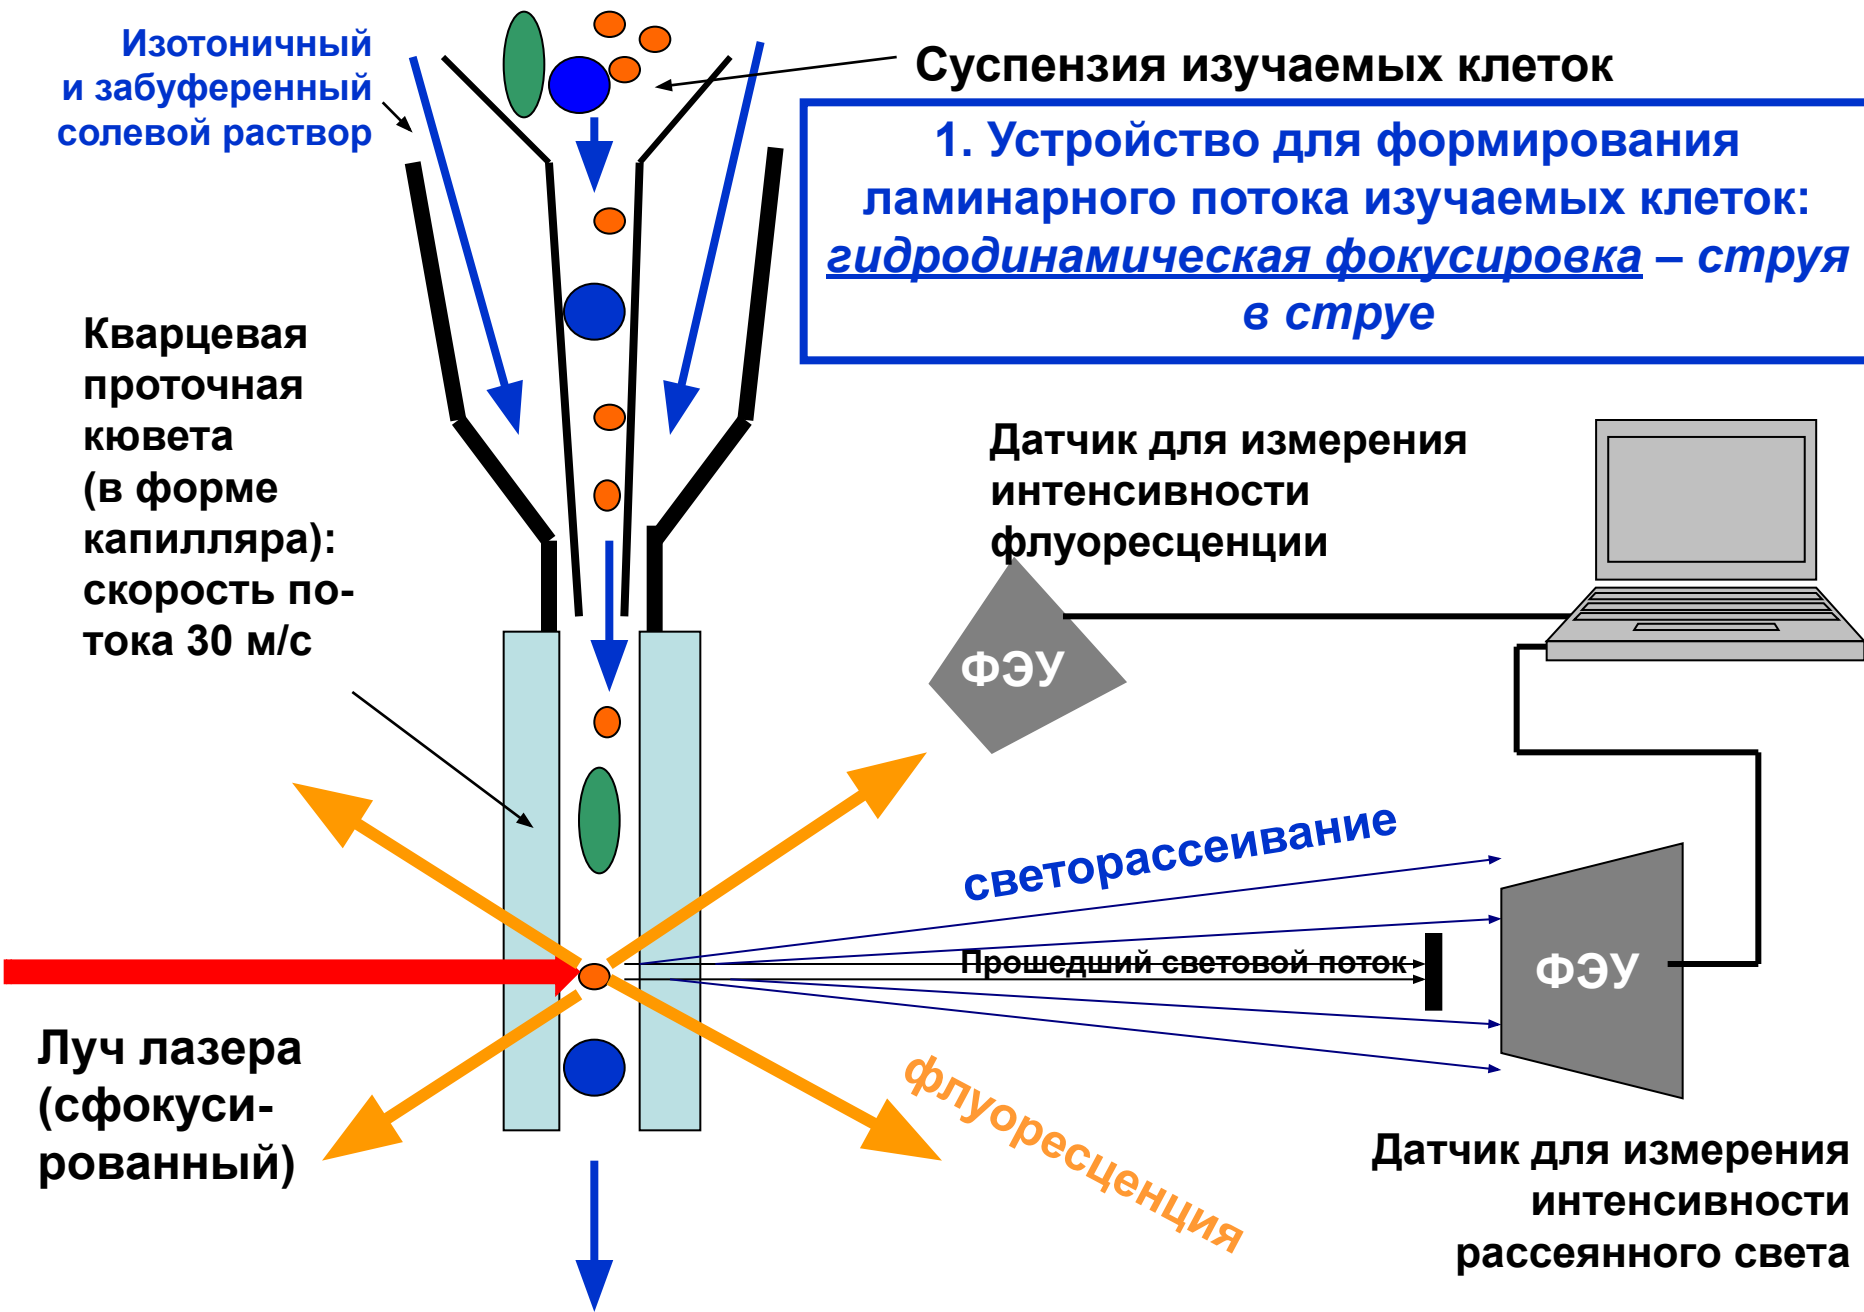 Изотоничный
и забуференный
солевой раствор
Суспензия изучаемых клеток
1. Устройство для формирования
ламинарного потока изучаемых клеток:
гидродинамическая фокусировка – струя
в струе
Кварцевая
проточная
кювета
(в форме
капилляра):
скорость по-
тока 30 м/с
Датчик для измерения
интенсивности
флуоресценции
ФЭУ
светорассеивание
Прошедший световой поток
ФЭУ
Луч лазера
(сфокуси-
рованный)
флуоресценция
Датчик для измерения
интенсивности
рассеянного света